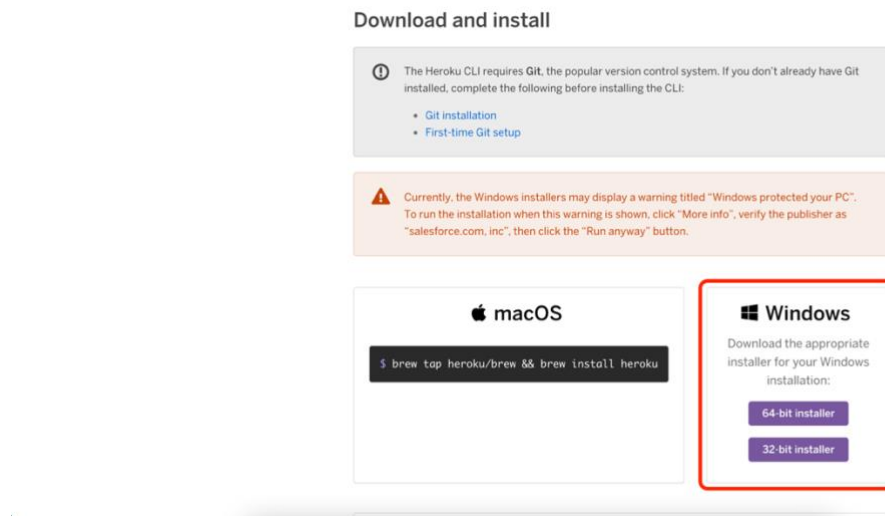 Download and install
The Heroku CLI requires Git, the popular version control system. If you don't already have Git
installed, complete the following before installing the CLI:
• Git installation
• First-time Git setup
Currently, the Windows installers may display a warning titled "Windows protected your PC".
To run the installation when this warning is shown, click "More info", verify the publisher as
"salesforce.com, inc", then click the "Run anyway" button.
macOS
$ brew tap heroku/brew && brew install heroku
Windows
Download the appropriate
installer for your Windows
installation:
64-bit installer
32-bit installer